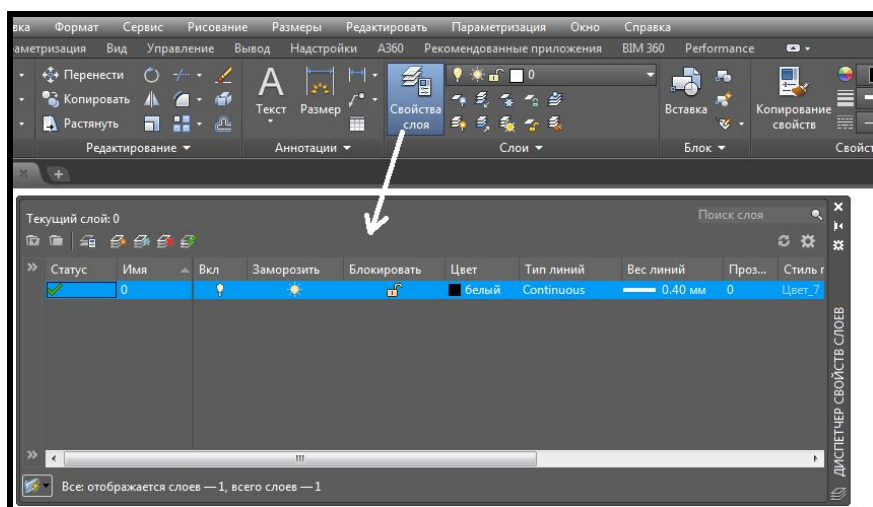 вка Формат Сервис Рисование Размеры Редактировать Параметризация Окно Справка
аметризация Вид Управление Вывод Надстройки A360 Рекомендованные приложения BIM 360 Performance
Перенести
Копировать
Растянуть
Текст Размер
Свойства слоя
0
Вставка
Копирование свойств
Редактирование Аннотации Слои Блок Свойст
Текущий слой: 0
Поиск слоя
Статус Имя Вкл Заморозить Блокировать Цвет Тип линий Вес линий Проз... Стиль п
0 белый Continuous 0.40 мм 0 Цвет_7
ДИСПЕТЧЕР СВОЙСТВ СЛОЕВ
Все: отображается слоев — 1, всего слоев — 1